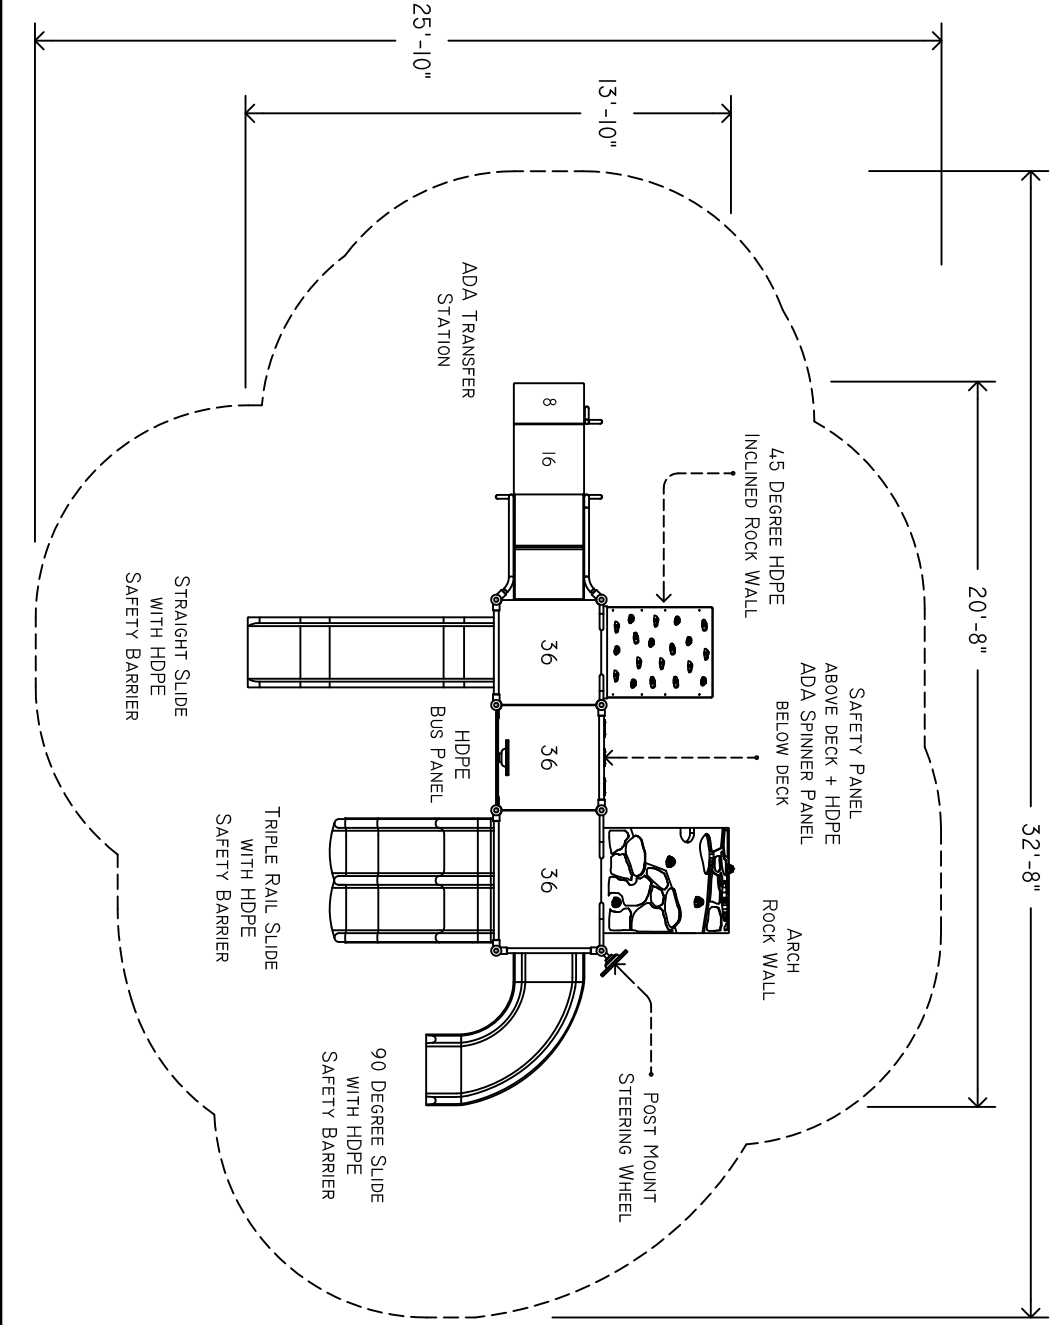 32'-8"
20'-8"
25'-10"
13'-10"
45 DEGREE HDPE
INCLINED ROCK WALL
SAFETY PANEL
ABOVE DECK + HDPE
ADA SPINNER PANEL
BELOW DECK
ARCH
ROCK WALL
POST MOUNT
STEERING WHEEL
ADA TRANSFER
STATION
8
16
36
36
36
HDPE
BUS PANEL
STRAIGHT SLIDE
WITH HDPE
SAFETY BARRIER
TRIPLE RAIL SLIDE
WITH HDPE
SAFETY BARRIER
90 DEGREE SLIDE
WITH HDPE
SAFETY BARRIER